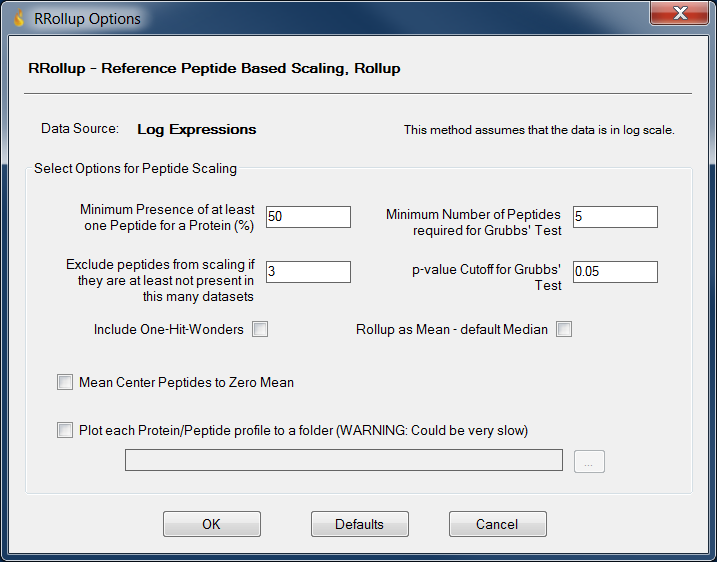 RRollup Options
X
RRollup - Reference Peptide Based Scaling, Rollup
Data Source: Log Expressions
This method assumes that the data is in log scale.
Select Options for Peptide Scaling
Minimum Presence of at least
one Peptide for a Protein (%)
50
Minimum Number of Peptides
required for Grubbs' Test
5
Exclude peptides from scaling if
they are at least not present in
this many datasets
3
p-value Cutoff for Grubbs'
Test
0.05
Include One-Hit-Wonders
Rollup as Mean - default Median
Mean Center Peptides to Zero Mean
Plot each Protein/Peptide profile to a folder (WARNING: Could be very slow)
...
OK
Defaults
Cancel